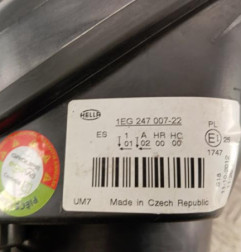 HELLA
1EG 247 007-22
PL
ES 1 A HR HC
01 02 00 00
E1
1747
UM7 Made in Czech Republic